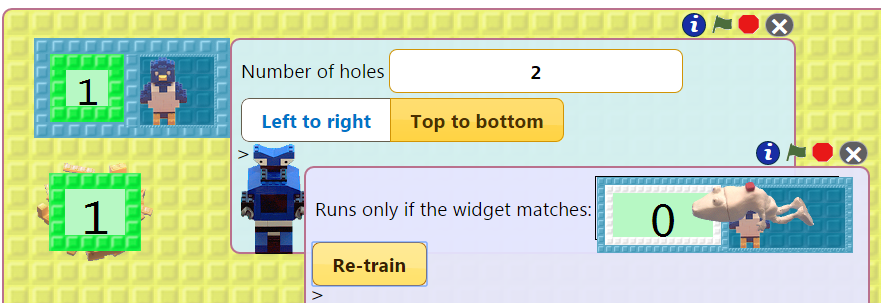 1
Number of holes 2
Left to right Top to bottom
>
1
Runs only if the widget matches: 0
Re-train
>